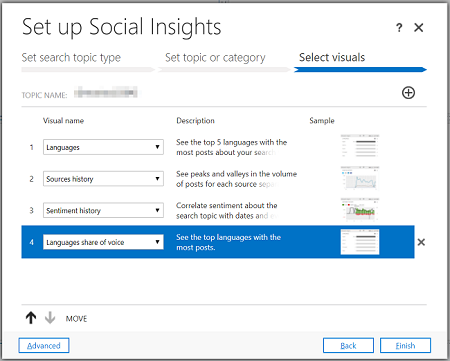 Set up Social Insights
?
Set search topic type Set topic or category Select visuals
TOPIC NAME:
Visual name Description Sample
1 Languages See the top 5 languages with the
most posts about your sear
2 Sources history See peaks and valleys in the volume
of posts for each source sep
3 Sentiment history Correlate sentiment about the
search topic with dates and
4 Languages share of voice See the top languages with the
most posts.
MOVE
Advanced Back Finish